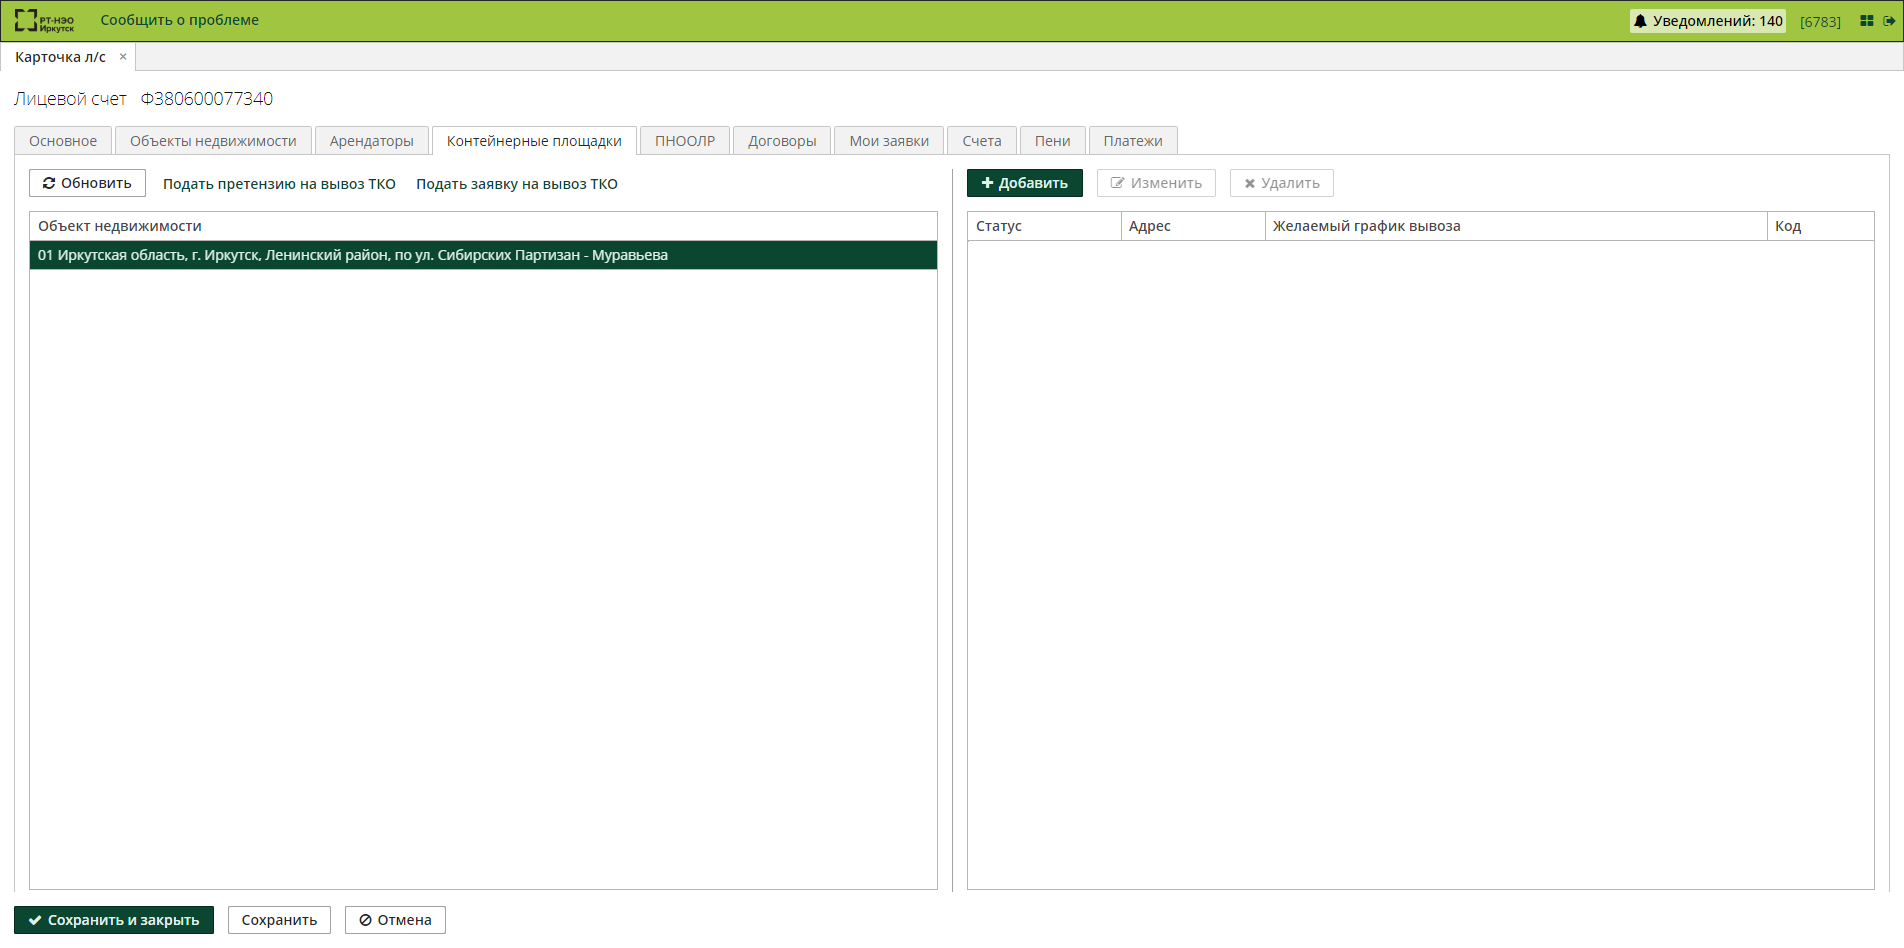 РТ-НЭО
Иркутск
Сообщить о проблеме
Уведомлений: 140
[6783]
Карточка л/с ×
Лицевой счет Ф380600077340
Основное
Объекты недвижимости
Арендаторы
Контейнерные площадки
ПНООЛР
Договоры
Мои заявки
Счета
Пени
Платежи
Обновить
Подать претензию на вывоз ТКО
Подать заявку на вывоз ТКО
Добавить
Изменить
Удалить
Объект недвижимости
01 Иркутская область, г. Иркутск, Ленинский район, по ул. Сибирских Партизан - Муравьева
Статус
Адрес
Желаемый график вывоза
Код
Сохранить и закрыть
Сохранить
Отмена